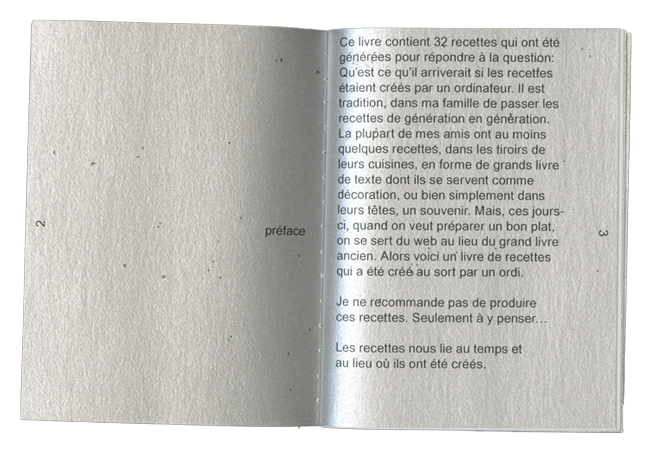 2
préface
Ce livre contient 32 recettes qui ont été
générées pour répondre à la question:
Qu'est ce qu'il arriverait si les recettes
étaient créés par un ordinateur. Il est
tradition, dans ma famille de passer les
recettes de génération en génération.
La plupart de mes amis ont au moins
quelques recettes, dans les tiroirs de
leurs cuisines, en forme de grands livre
de texte dont ils se servent comme
décoration, ou bien simplement dans
leurs têtes, un souvenir. Mais, ces jours-
ci, quand on veut préparer un bon plat,
on se sert du web au lieu du grand livre
ancien. Alors voici un livre de recettes
qui a été créé au sort par un ordi.
Je ne recommande pas de produire
ces recettes. Seulement à y penser...
Les recettes nous lie au temps et
au lieu où ils ont été créés.
3